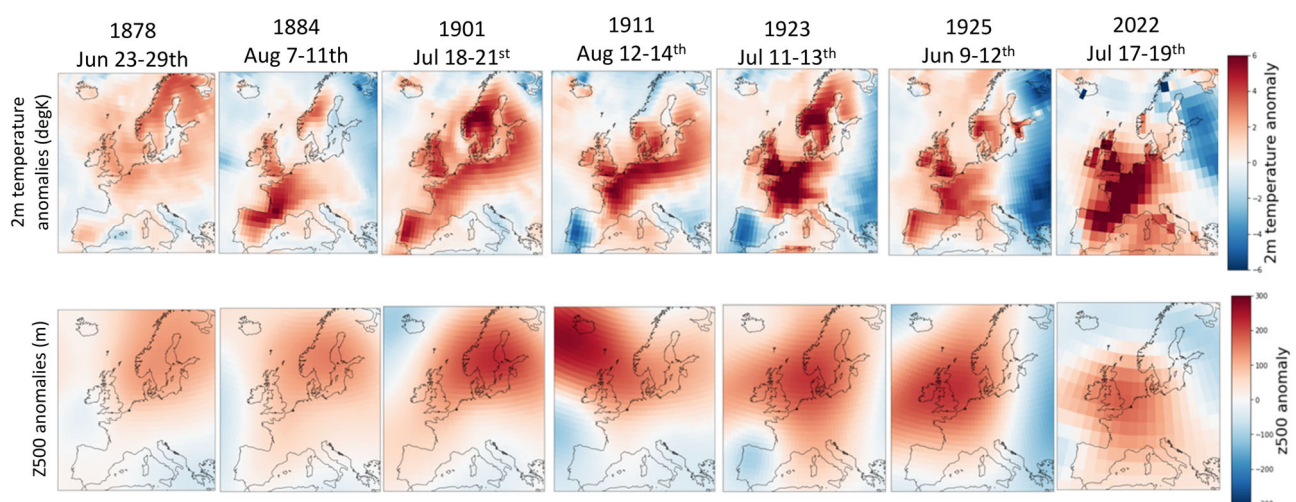 1878
Jun 23-29th
1884
Aug 7-11th
1901
Jul 18-21st
1911
Aug 12-14th
1923
Jul 11-13th
1925
Jun 9-12th
2022
Jul 17-19th
2m temperature
anomalies (degK)
6
4
2
0
−2
−4
−6
2m temperature anomaly
Z500 anomalies (m)
300
200
100
0
−100
−200
z500 anomaly